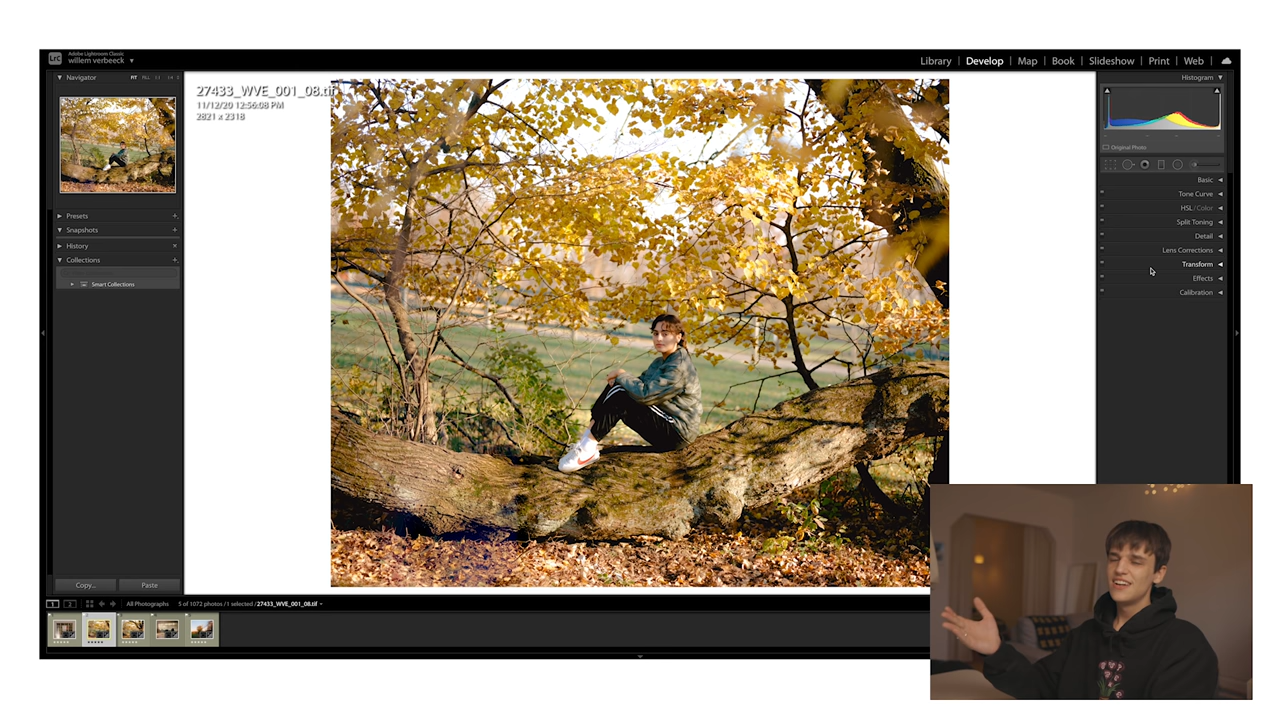 Adobe Lightroom Classic
willem verbeeck
Library | Develop | Map | Book | Slideshow | Print | Web
Navigator
FIT
Histogram
27433_WVE_001_08.tif
11/12/20 12:56:08 PM
2821 x 2318
Original Photo
Basic
Tone Curve
HSL / Color
Split Toning
Detail
Lens Corrections
Transform
Effects
Calibration
Presets
Snapshots
History
Collections
Smart Collections
Copy...
Paste
1
2
All Photographs
5 of 1072 photos / 1 selected / 27433_WVE_001_08.tif